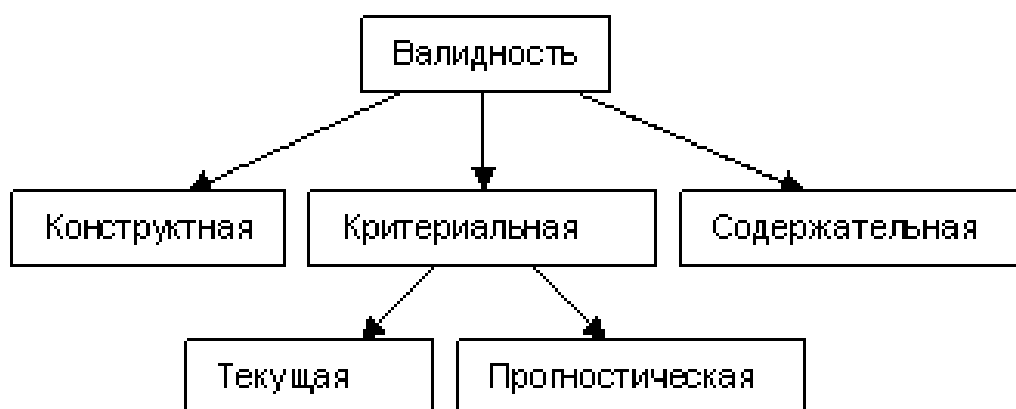 Валидность
Конструктная
Критериальная
Содержательная
Текущая
Прогностическая